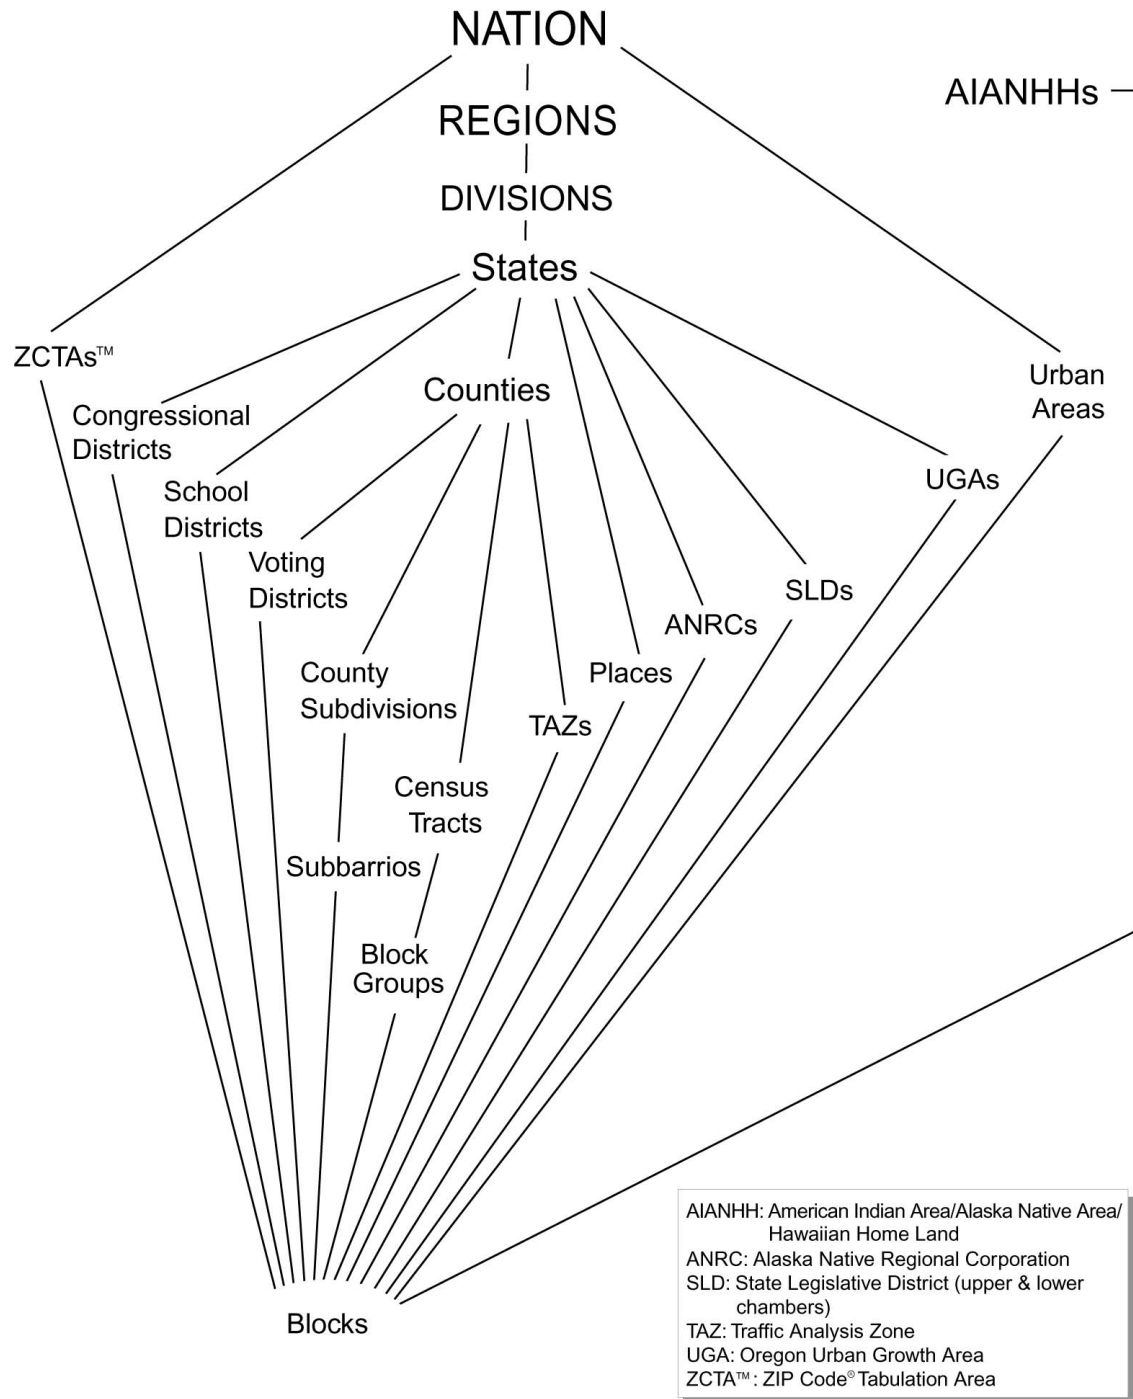 NATION
AIANHHs
REGIONS
DIVISIONS
States
ZCTAs™
Urban
Areas
Counties
Congressional
Districts
School
Districts
UGAs
Voting
Districts
SLDs
ANRCs
County
Subdivisions
Places
TAZs
Census
Tracts
Subbarrios
Block
Groups
Blocks
AIANHH: American Indian Area/Alaska Native Area/
Hawaiian Home Land
ANRC: Alaska Native Regional Corporation
SLD: State Legislative District (upper & lower
chambers)
TAZ: Traffic Analysis Zone
UGA: Oregon Urban Growth Area
ZCTA™: ZIP Code® Tabulation Area